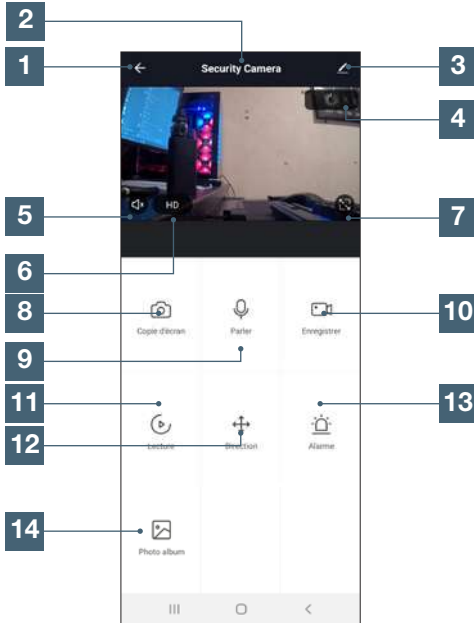 2
1
Security Camera
3
4
5
HD
7
6
8
Copie d'écran
Parler
Enregistrer
10
9
11
13
12
Lecture
Direction
Alarme
14
Photo album